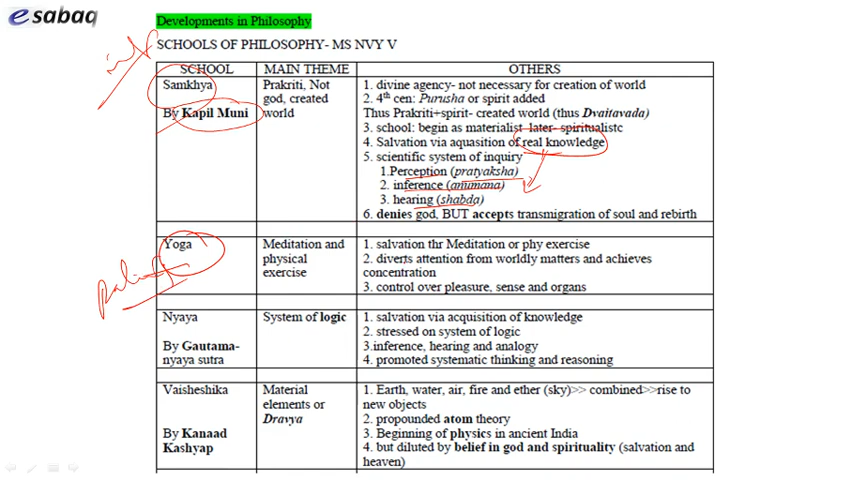 esabaq
Developments in Philosophy
SCHOOLS OF PHILOSOPHY- MS NVY V
SCHOOL MAIN THEME OTHERS
Samkhya
By Kapil Muni
Prakriti, Not
god, created
world
1. divine agency- not necessary for creation of world
2. 4th cen: Purusha or spirit added
Thus Prakriti+spirit- created world (thus Dvaitavada)
3. school: begin as materialist later- spiritualistc
4. Salvation via aquasition of real knowledge
5. scientific system of inquiry
1.Perception (pratyaksha)
2. inference (anumana)
3. hearing (shabda)
6. denies god, BUT accepts transmigration of soul and rebirth
Yoga
Meditation and
physical
exercise
1. salvation thr Meditation or phy exercise
2. diverts attention from worldly matters and achieves
concentration
3. control over pleasure, sense and organs
Nyaya
By Gautama-
nyaya sutra
System of logic
1. salvation via acquisition of knowledge
2. stressed on system of logic
3.inference, hearing and analogy
4. promoted systematic thinking and reasoning
Vaisheshika
By Kanaad
Kashyap
Material
elements or
Dravya
1. Earth, water, air, fire and ether (sky)>> combined>>rise to
new objects
2. propounded atom theory
3. Beginning of physics in ancient India
4. but diluted by belief in god and spirituality (salvation and
heaven)